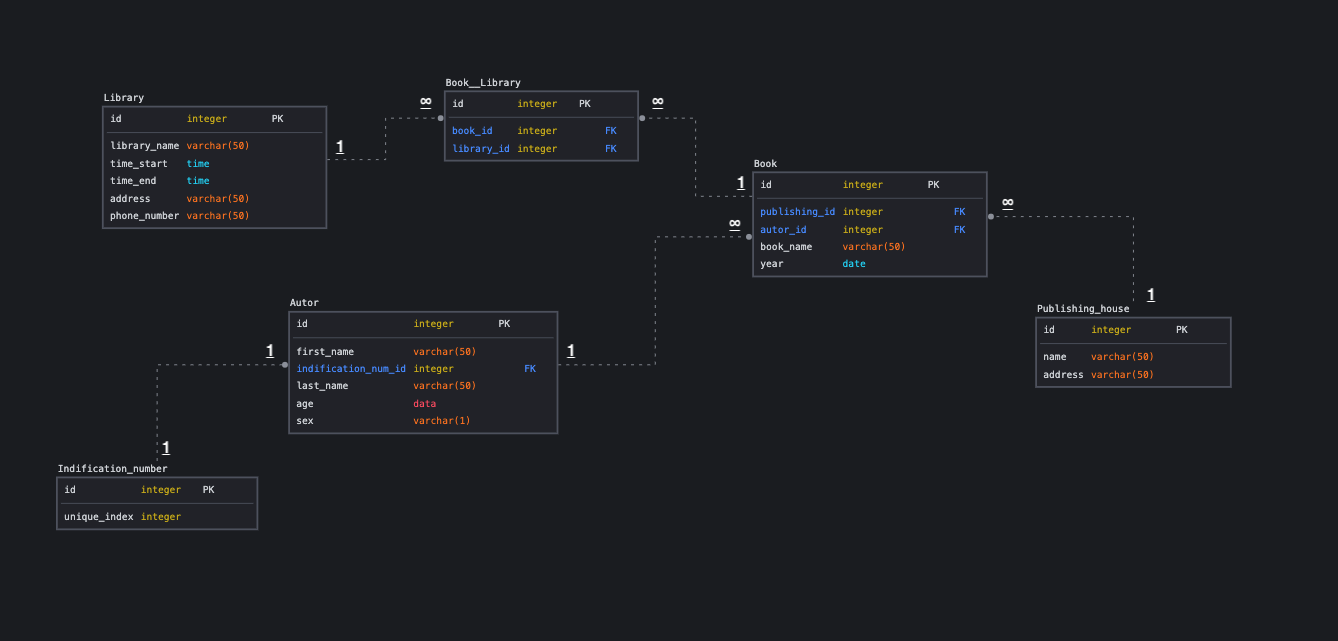 Book__Library
∞ id integer PK ∞
book_id integer FK
library_id integer FK
Library
id integer PK
1
library_name varchar(50)
time_start time
time_end time
address varchar(50)
phone_number varchar(50)
Book
1 id integer PK
publishing_id integer FK ∞
∞ autor_id integer FK
book_name varchar(50)
year date
1
Publishing_house
id integer PK
name varchar(50)
address varchar(50)
Autor
id integer PK
1 first_name varchar(50) 1
indification_num_id integer FK
last_name varchar(50)
age data
sex varchar(1)
1
Indification_number
id integer PK
unique_index integer